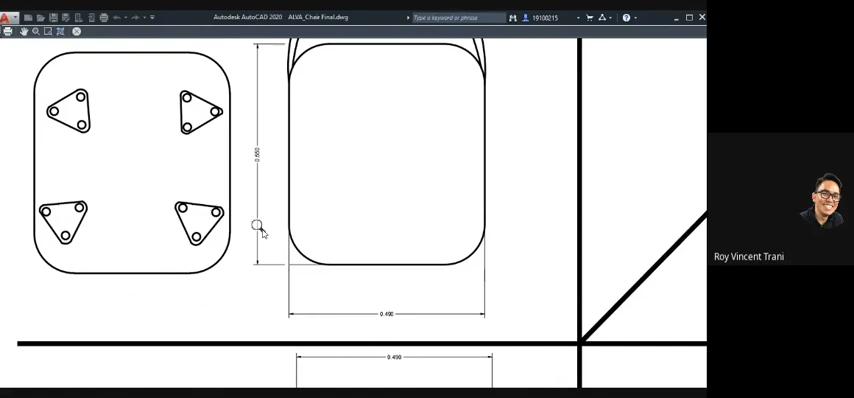 Autodesk AutoCAD 2020 ALVA_Chair Final.dwg
Type a keyword or phrase
19100215
0.550
0.490
0.490
Roy Vincent Trani